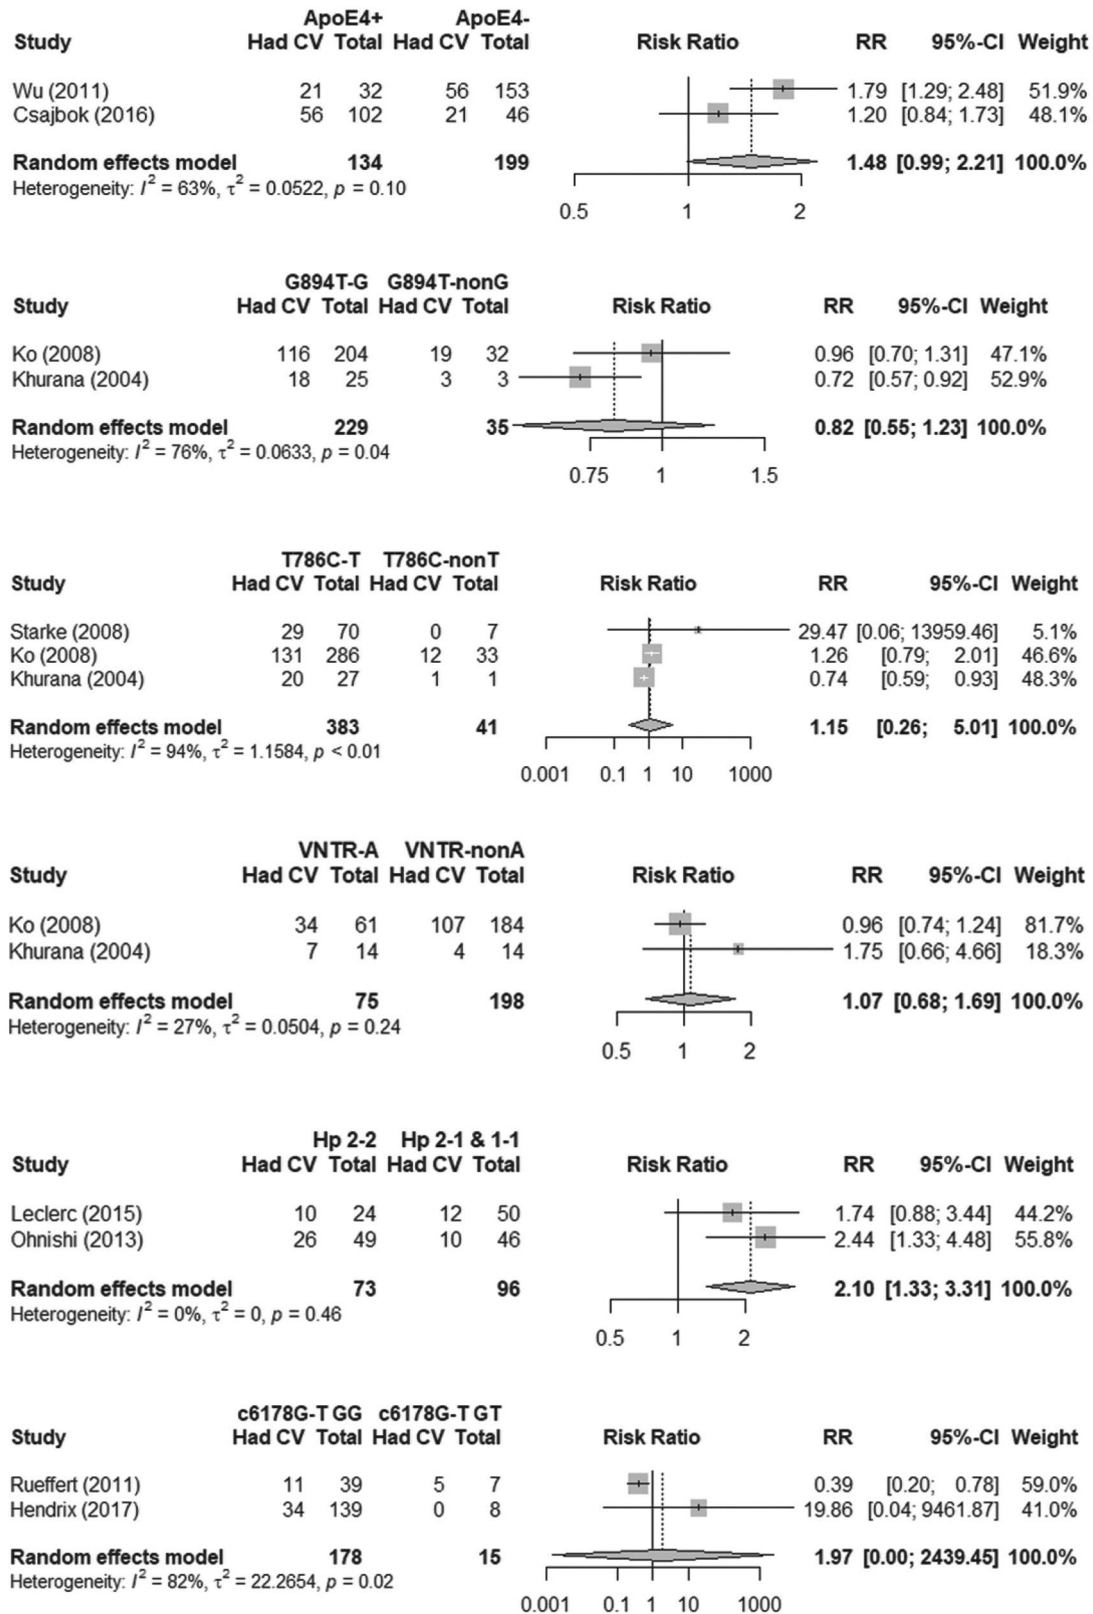 ApoE4+ ApoE4-
Study Had CV Total Had CV Total Risk Ratio RR 95%-CI Weight
Wu (2011) 21 32 56 153 1.79 [1.29; 2.48] 51.9%
Csajbok (2016) 56 102 21 46 1.20 [0.84; 1.73] 48.1%
Random effects model 134 199 1.48 [0.99; 2.21] 100.0%
Heterogeneity: I² = 63%, τ² = 0.0522, p = 0.10
0.5 1 2
G894T-G G894T-nonG
Study Had CV Total Had CV Total Risk Ratio RR 95%-CI Weight
Ko (2008) 116 204 19 32 0.96 [0.70; 1.31] 47.1%
Khurana (2004) 18 25 3 3 0.72 [0.57; 0.92] 52.9%
Random effects model 229 35 0.82 [0.55; 1.23] 100.0%
Heterogeneity: I² = 76%, τ² = 0.0633, p = 0.04
0.75 1 1.5
T786C-T T786C-nonT
Study Had CV Total Had CV Total Risk Ratio RR 95%-CI Weight
Starke (2008) 29 70 0 7 29.47 [0.06; 13959.46] 5.1%
Ko (2008) 131 286 12 33 1.26 [0.79; 2.01] 46.6%
Khurana (2004) 20 27 1 1 0.74 [0.59; 0.93] 48.3%
Random effects model 383 41 1.15 [0.26; 5.01] 100.0%
Heterogeneity: I² = 94%, τ² = 1.1584, p < 0.01
0.001 0.1 1 10 1000
VNTR-A VNTR-nonA
Study Had CV Total Had CV Total Risk Ratio RR 95%-CI Weight
Ko (2008) 34 61 107 184 0.96 [0.74; 1.24] 81.7%
Khurana (2004) 7 14 4 14 1.75 [0.66; 4.66] 18.3%
Random effects model 75 198 1.07 [0.68; 1.69] 100.0%
Heterogeneity: I² = 27%, τ² = 0.0504, p = 0.24
0.5 1 2
Hp 2-2 Hp 2-1 & 1-1
Study Had CV Total Had CV Total Risk Ratio RR 95%-CI Weight
Leclerc (2015) 10 24 12 50 1.74 [0.88; 3.44] 44.2%
Ohnishi (2013) 26 49 10 46 2.44 [1.33; 4.48] 55.8%
Random effects model 73 96 2.10 [1.33; 3.31] 100.0%
Heterogeneity: I² = 0%, τ² = 0, p = 0.46
0.5 1 2
c6178G-T GG c6178G-T GT
Study Had CV Total Had CV Total Risk Ratio RR 95%-CI Weight
Rueffert (2011) 11 39 5 7 0.39 [0.20; 0.78] 59.0%
Hendrix (2017) 34 139 0 8 19.86 [0.04; 9461.87] 41.0%
Random effects model 178 15 1.97 [0.00; 2439.45] 100.0%
Heterogeneity: I² = 82%, τ² = 22.2654, p = 0.02
0.001 0.1 1 10 1000